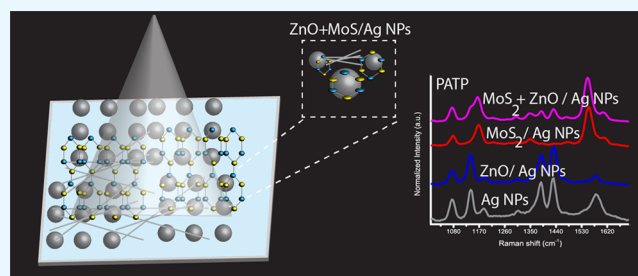 ZnO+MoS/Ag NPs
PATP
MoS2+ ZnO / Ag NPs
MoS2/ Ag NPs
ZnO/ Ag NPs
Ag NPs
Normalized Intensity (a.u.)
1080 1170 1260 1350 1440 1530 1620
Raman shift (cm-1)